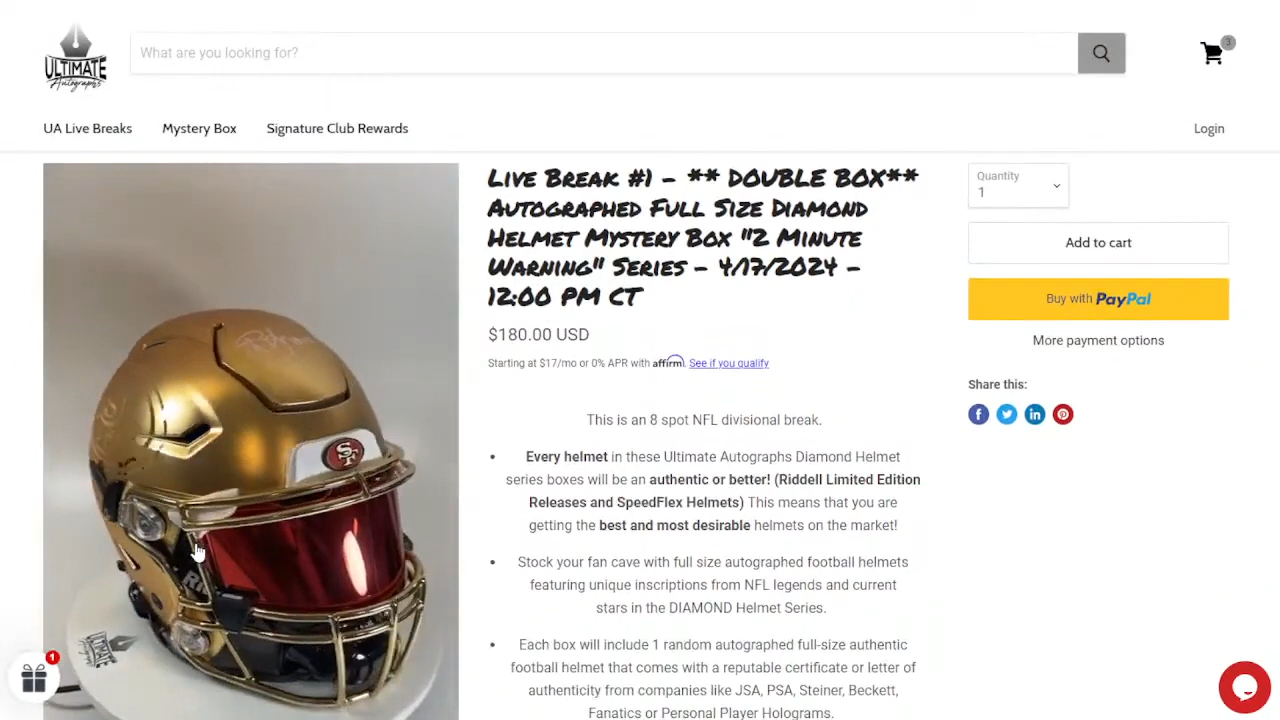 ULTIMATE
Autographs
What are you looking for?
3
UA Live Breaks
Mystery Box
Signature Club Rewards
Login
Live Break #1 - ** DOUBLE BOX**
Autographed Full Size Diamond
Helmet Mystery Box "2 Minute
Warning" Series - 4/17/2024 -
12:00 PM CT
$180.00 USD
Starting at $17/mo or 0% APR with affirm. See if you qualify
This is an 8 spot NFL divisional break.
• Every helmet in these Ultimate Autographs Diamond Helmet
series boxes will be an authentic or better! (Riddell Limited Edition
Releases and SpeedFlex Helmets) This means that you are
getting the best and most desirable helmets on the market!
• Stock your fan cave with full size autographed football helmets
featuring unique inscriptions from NFL legends and current
stars in the DIAMOND Helmet Series.
• Each box will include 1 random autographed full-size authentic
football helmet that comes with a reputable certificate or letter of
authenticity from companies like JSA, PSA, Steiner, Beckett,
Fanatics or Personal Player Holograms.
Quantity
1
Add to cart
Buy with PayPal
More payment options
Share this:
SF
ULTIMATE
1